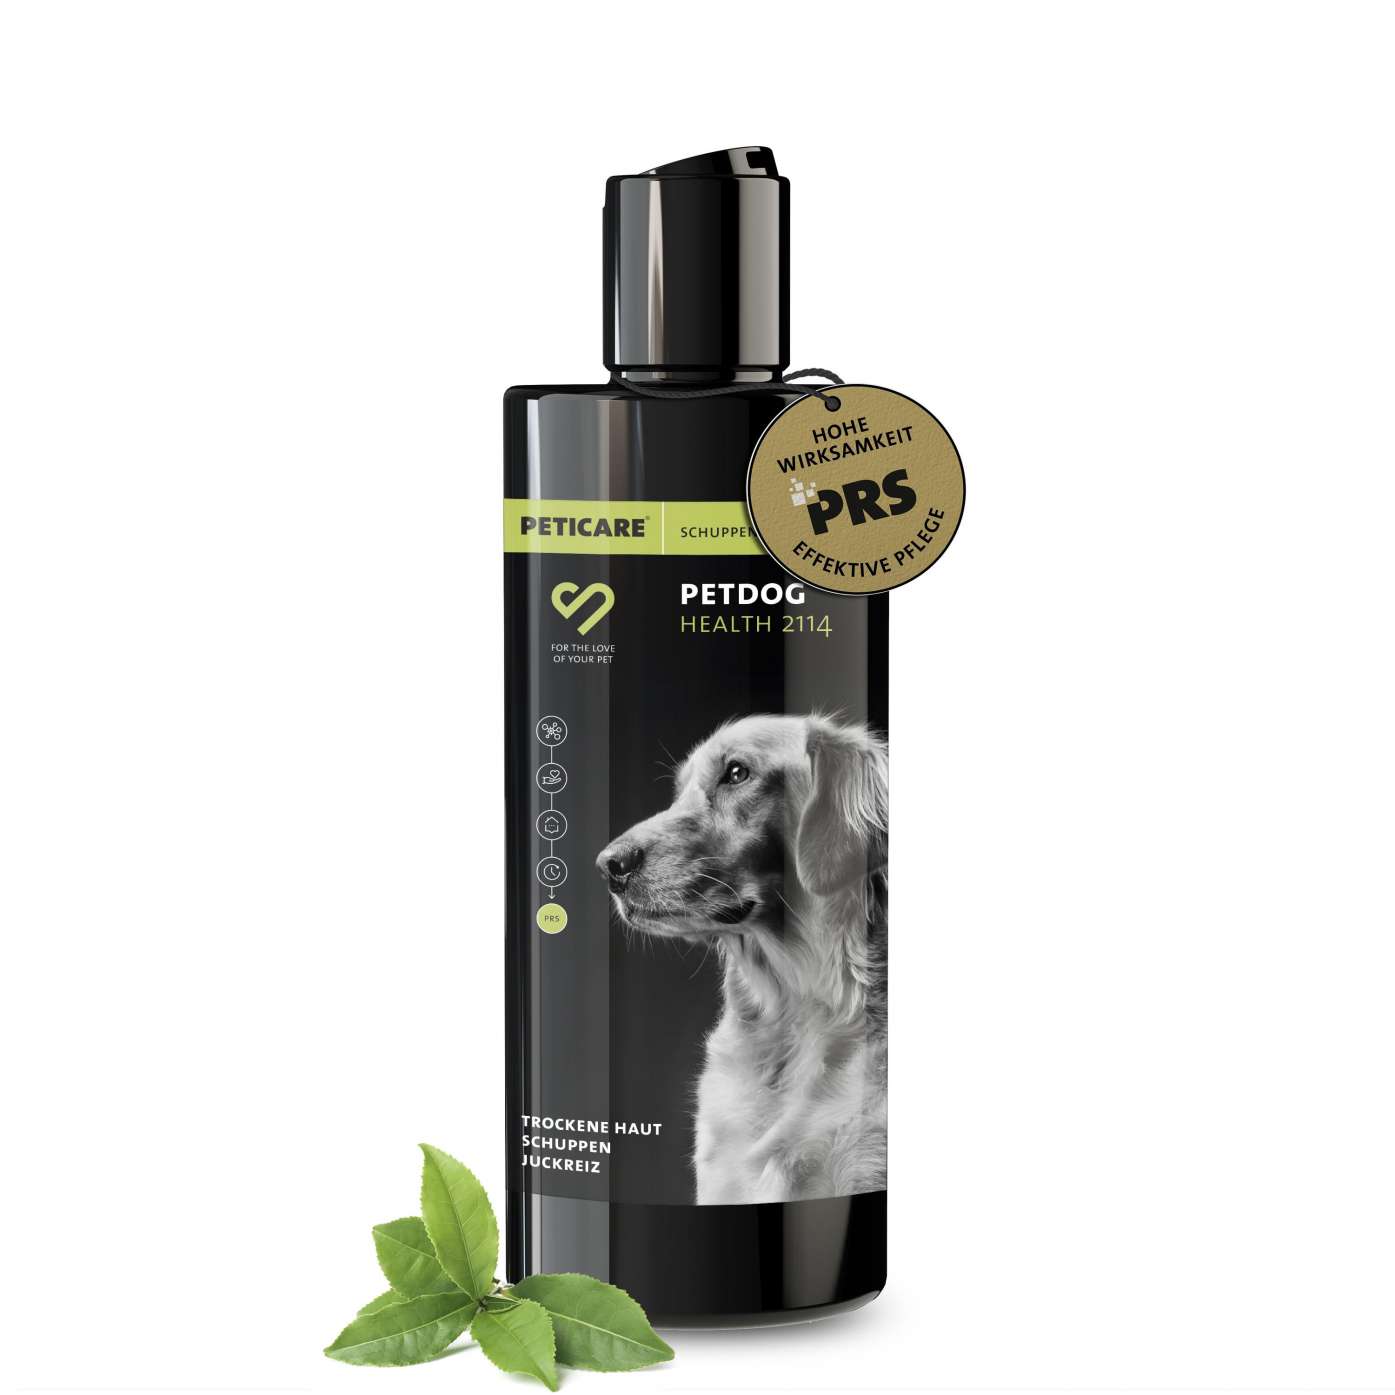 HOHE
WIRKSAMKEIT
PRS
EFFEKTIVE PFLEGE
PETICARE®
PETDOG
HEALTH 2114
FOR THE LOVE
OF YOUR PET
PRS
TROCKENE HAUT
SCHUPPEN
JUCKREIZ